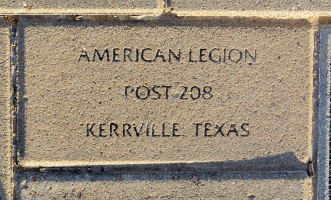 AMERICAN LEGION
POST 208
KERRVILLE TEXAS